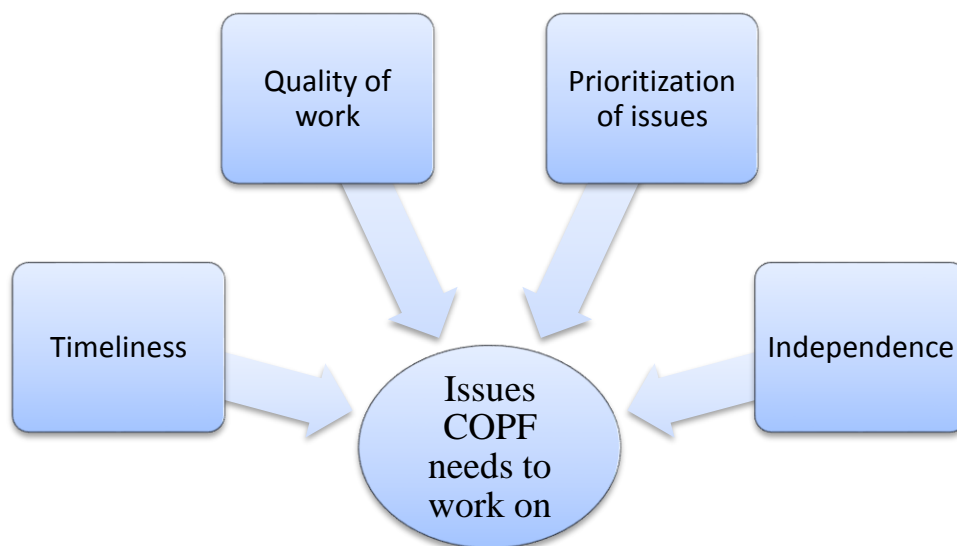 Quality of
work
Prioritization
of issues
Timeliness
Independence
Issues
COPF
needs to
work on